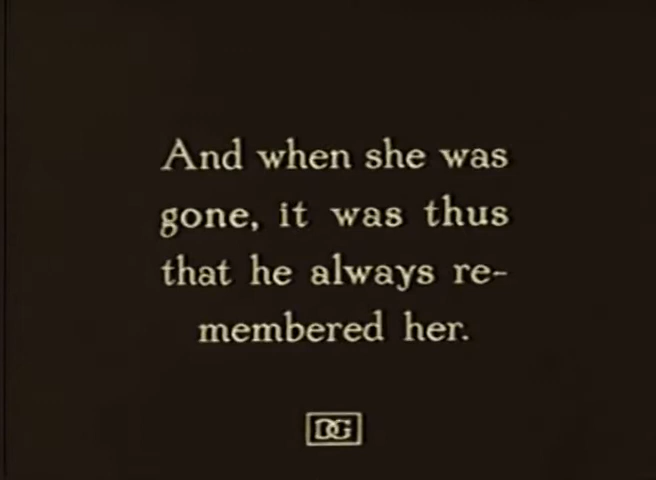 And when she was
gone, it was thus
that he always re-
membered her.
DG